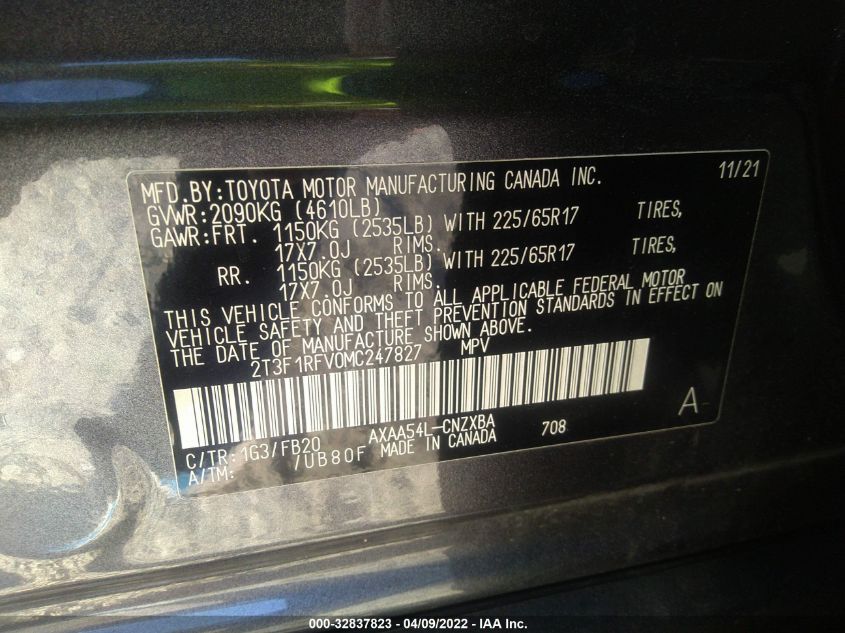 MFD.BY:TOYOTA MOTOR MANUFACTURING CANADA INC. 11/21
GVWR:2090KG (4610LB)
GAWR:FRT. 1150KG (2535LB) WITH 225/65R17 TIRES,
17X7.0J RIMS.
RR. 1150KG (2535LB) WITH 225/65R17 TIRES,
17X7.0J RIMS.
THIS VEHICLE CONFORMS TO ALL APPLICABLE FEDERAL MOTOR
VEHICLE SAFETY AND THEFT PREVENTION STANDARDS IN EFFECT ON
THE DATE OF MANUFACTURE SHOWN ABOVE.
2T3F1RFV0MC247827 MPV
A-
AXAA54L-CNZXBA 708
C/TR:1G3/FB20 MADE IN CANADA
A/TM: /UB80F
000-32837823 - 04/09/2022 - IAA Inc.